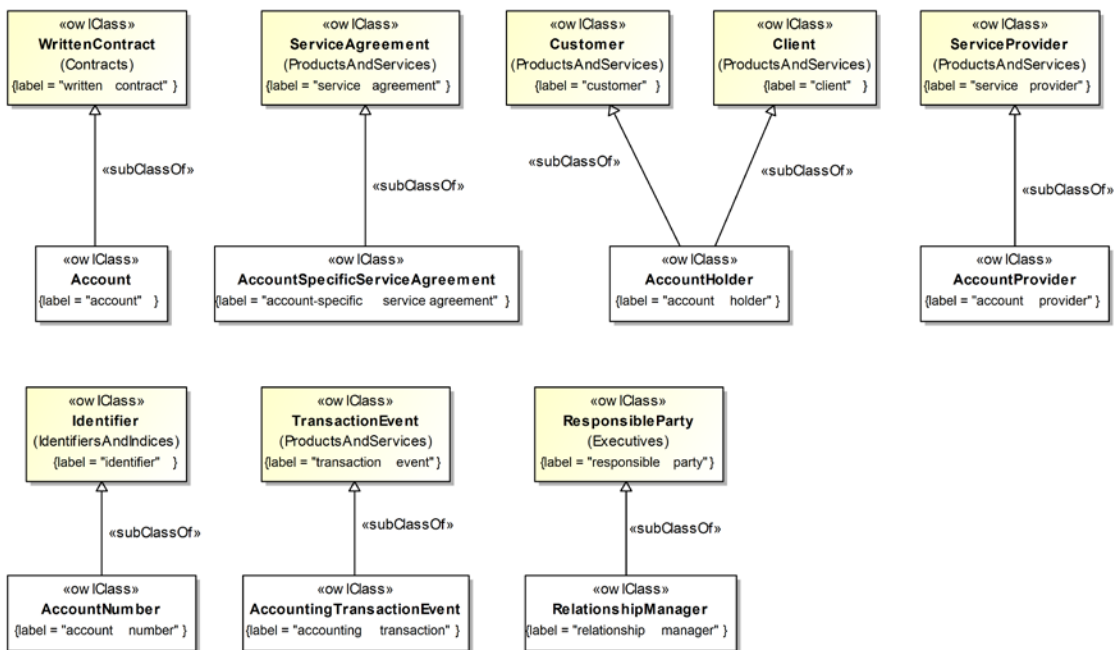 «owlClass»
WrittenContract
(Contracts)
{label = "written contract" }
«owlClass»
ServiceAgreement
(ProductsAndServices)
{label = "service agreement" }
«owlClass»
Customer
(ProductsAndServices)
{label = "customer" }
«owlClass»
Client
(ProductsAndServices)
{label = "client" }
«owlClass»
ServiceProvider
(ProductsAndServices)
{label = "service provider" }
«subClassOf»
«subClassOf»
«subClassOf»
«subClassOf»
«subClassOf»
«owlClass»
Account
{label = "account" }
«owlClass»
AccountSpecificServiceAgreement
{label = "account-specific service agreement" }
«owlClass»
AccountHolder
{label = "account holder" }
«owlClass»
AccountProvider
{label = "account provider" }
«owlClass»
Identifier
(IdentifiersAndIndices)
{label = "identifier" }
«owlClass»
TransactionEvent
(ProductsAndServices)
{label = "transaction event" }
«owlClass»
ResponsibleParty
(Executives)
{label = "responsible party" }
«subClassOf»
«subClassOf»
«subClassOf»
«owlClass»
AccountNumber
{label = "account number" }
«owlClass»
AccountingTransactionEvent
{label = "accounting transaction" }
«owlClass»
RelationshipManager
{label = "relationship manager" }